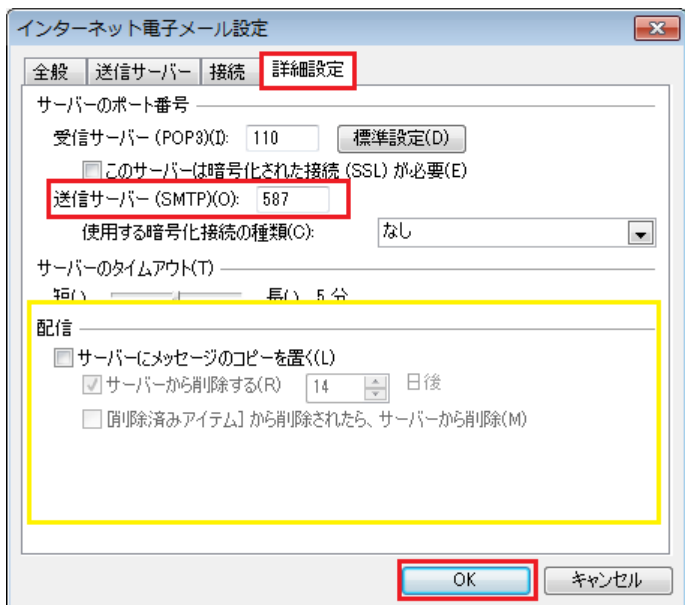 インターネット電子メール設定
全般 送信サーバー 接続 詳細設定
サーバーのポート番号
受信サーバー (POP3)(I): 110 標準設定(D)
このサーバーは暗号化された接続 (SSL) が必要(E)
送信サーバー (SMTP)(O): 587
使用する暗号化接続の種類(C): なし
サーバーのタイムアウト(T)
短い 長い 5 分
配信
サーバーにメッセージのコピーを置く(L)
サーバーから削除する(R) 14 日後
[削除済みアイテム] から削除されたら、サーバーから削除(M)
OK キャンセル